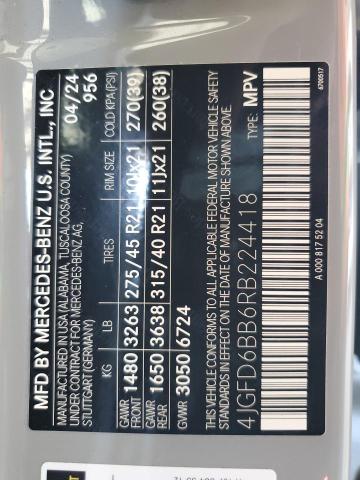 MFD BY MERCEDES-BENZ U.S. INTL., INC
MANUFACTURED IN USA (ALABAMA, TUSCALOOSA COUNTY) 04/24
UNDER CONTRACT FOR MERCEDES-BENZ AG, 956
STUTTGART (GERMANY)
KG LB TIRES RIM SIZE COLD KPA(PSI)
GAWR FRONT 1480 3263 275/45 R21 10Jx21 270(39)
GAWR REAR 1650 3638 315/40 R21 11Jx21 260(38)
GVWR 3050 6724
THIS VEHICLE CONFORMS TO ALL APPLICABLE FEDERAL MOTOR VEHICLE SAFETY
STANDARDS IN EFFECT ON THE DATE OF MANUFACTURE SHOWN ABOVE.
4JGFD6BB6RB224418 TYPE: MPV
A 000 817 52 04
6700517